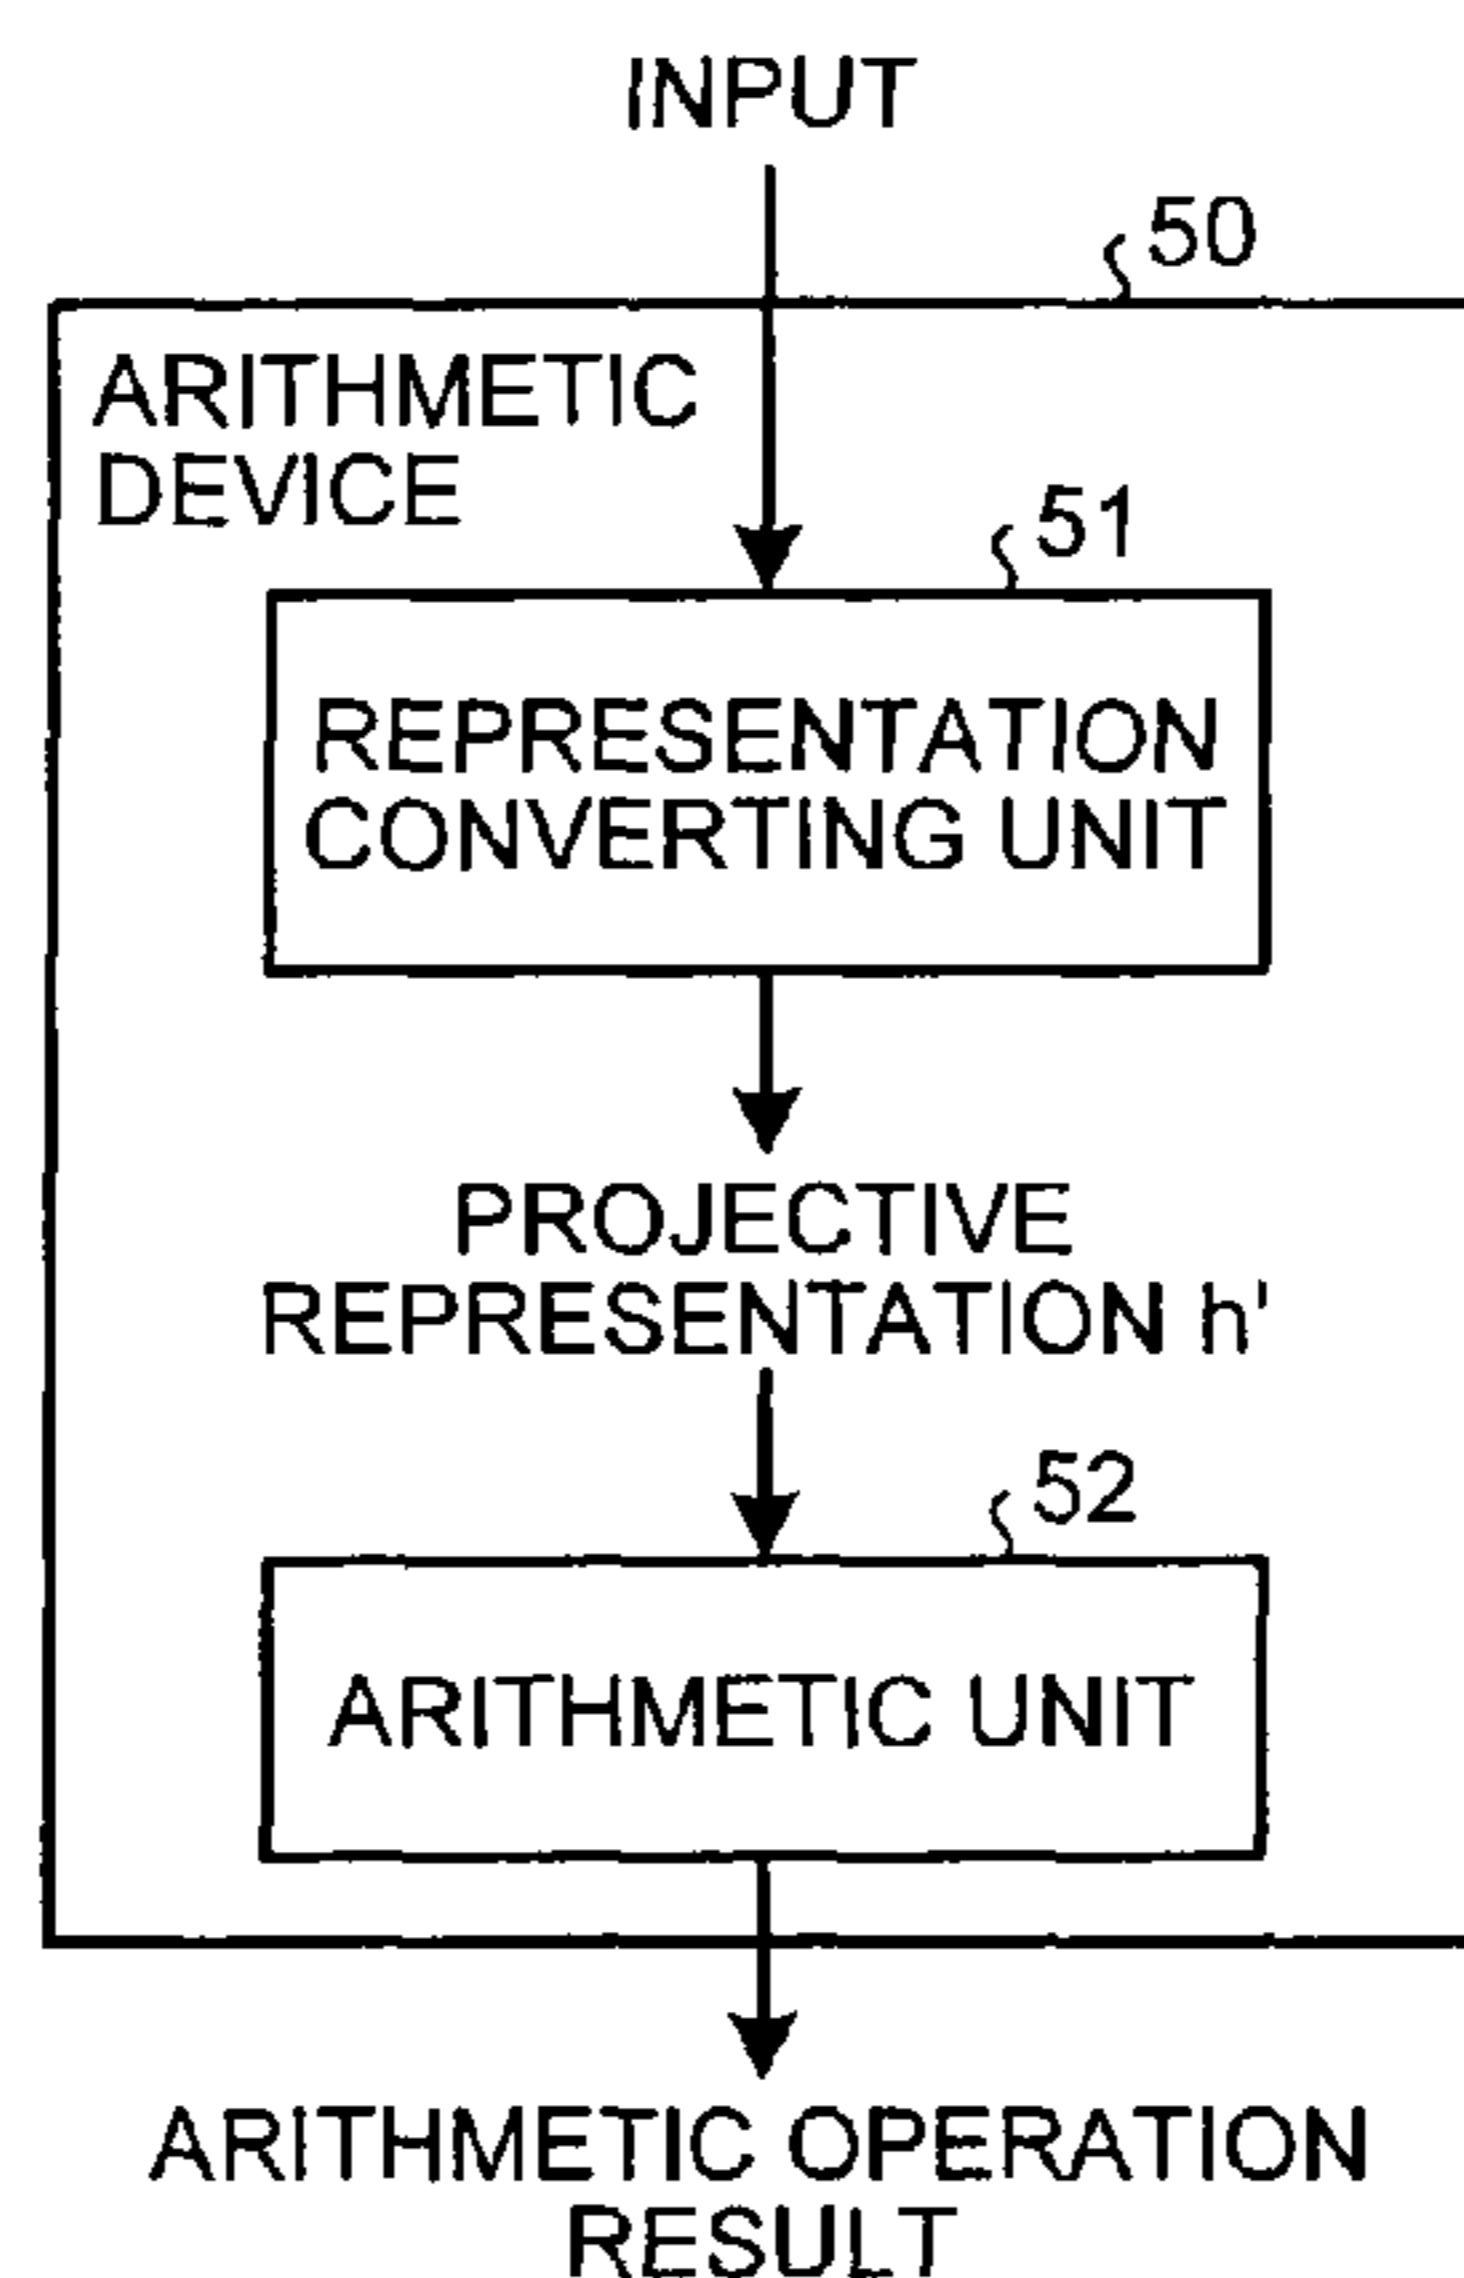 INPUT
50
ARITHMETIC
DEVICE
51
REPRESENTATION
CONVERTING UNIT
PROJECTIVE
REPRESENTATION h'
52
ARITHMETIC UNIT
ARITHMETIC OPERATION
RESULT